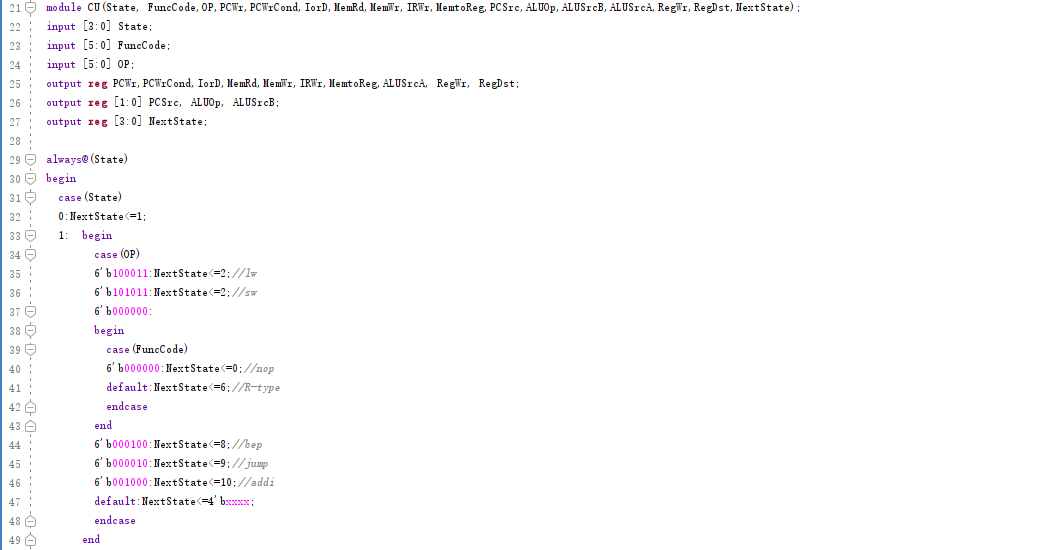 21 module CU(State, FuncCode,OP,PCWr,PCWrCond,IorD,MemRd,MemWr,IRWr,MemtoReg,PCSrc,ALUOp,ALUSrcB,ALUSrcA,RegWr,RegDst,NextState);
22 input [3:0] State;
23 input [5:0] FuncCode;
24 input [5:0] OP;
25 output reg PCWr,PCWrCond,IorD,MemRd,MemWr,IRWr,MemtoReg,ALUSrcA, RegWr, RegDst;
26 output reg [1:0] PCSrc, ALUOp, ALUSrcB;
27 output reg [3:0] NextState;
28
29 always@(State)
30 begin
31 case(State)
32 0:NextState<=1;
33 1: begin
34 case(OP)
35 6'b100011:NextState<=2;//lw
36 6'b101011:NextState<=2;//sw
37 6'b000000:
38 begin
39 case(FuncCode)
40 6'b000000:NextState<=0;//nop
41 default:NextState<=6;//R-type
42 endcase
43 end
44 6'b000100:NextState<=8;//bep
45 6'b000010:NextState<=9;//jump
46 6'b001000:NextState<=10;//addi
47 default:NextState<=4'bxxxx;
48 endcase
49 end